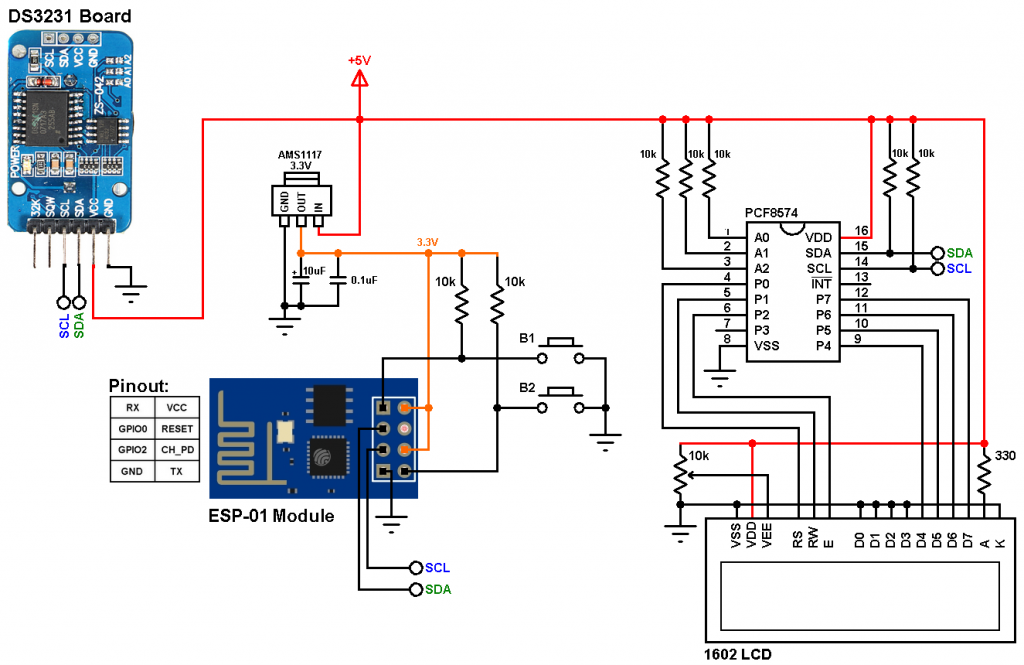 DS3231 Board
SCL
SDA
VCC
GND
A0 A1 A2
ZS-042
POWER
32K
SQW
SCL
SDA
VCC
GND
SCL
SDA
+5V
AMS1117
3.3V
GND
OUT
IN
3.3V
+
10uF
0.1uF
10k
10k
B1
B2
10k
10k
10k
10k
10k
PCF8574
1 A0
2 A1
3 A2
4 P0
5 P1
6 P2
7 P3
8 VSS
VDD 16
SDA 15
SCL 14
INT 13
P7 12
P6 11
P5 10
P4 9
SDA
SCL
Pinout:
RX VCC
GPIO0 RESET
GPIO2 CH_PD
GND TX
ESP-01 Module
SCL
SDA
10k
330
VSS
VDD
VEE
RS
RW
E
D0
D1
D2
D3
D4
D5
D6
D7
A
K
1602 LCD